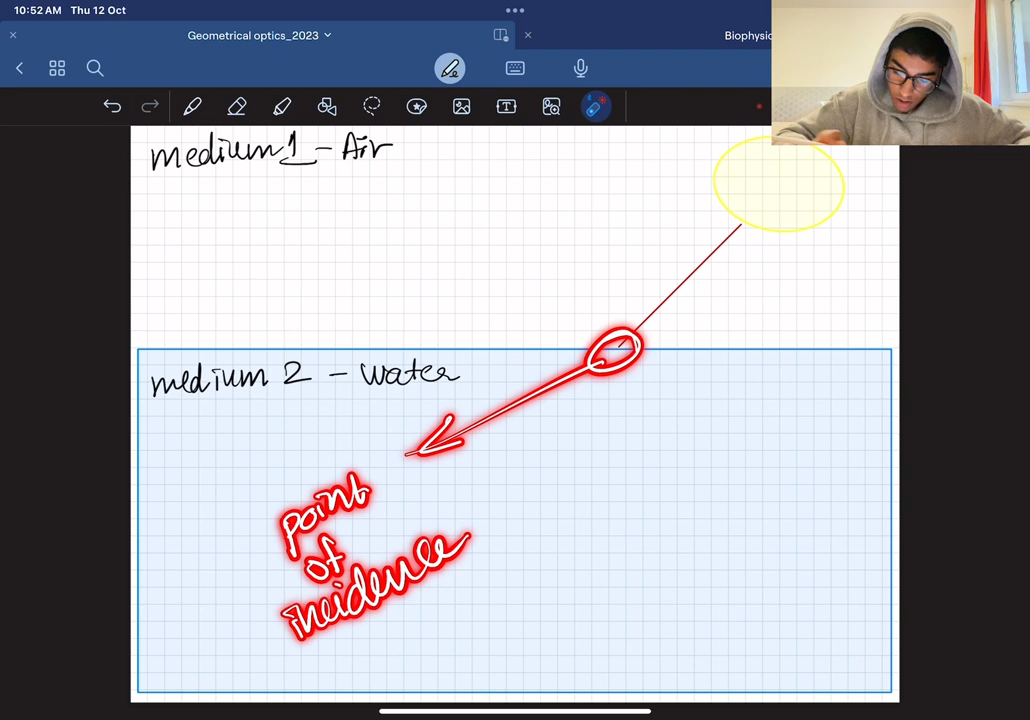 10:52 AM Thu 12 Oct
Geometrical optics_2023
Biophysic
medium 1 - Air
medium 2 - water
point
of
incidence